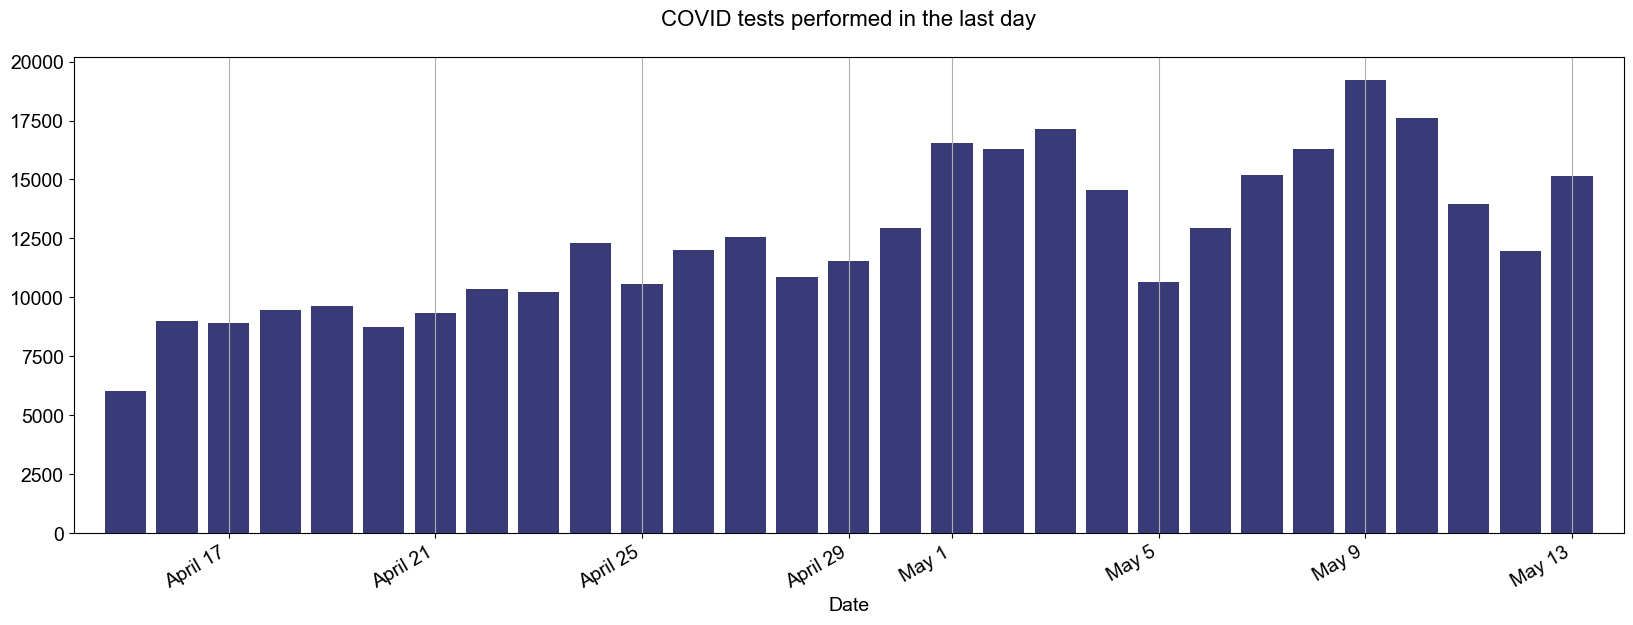 COVID tests performed in the last day
20000
17500
15000
12500
10000
7500
5000
2500
0
April 17
April 21
April 25
April 29
May 1
May 5
May 9
May 13
Date